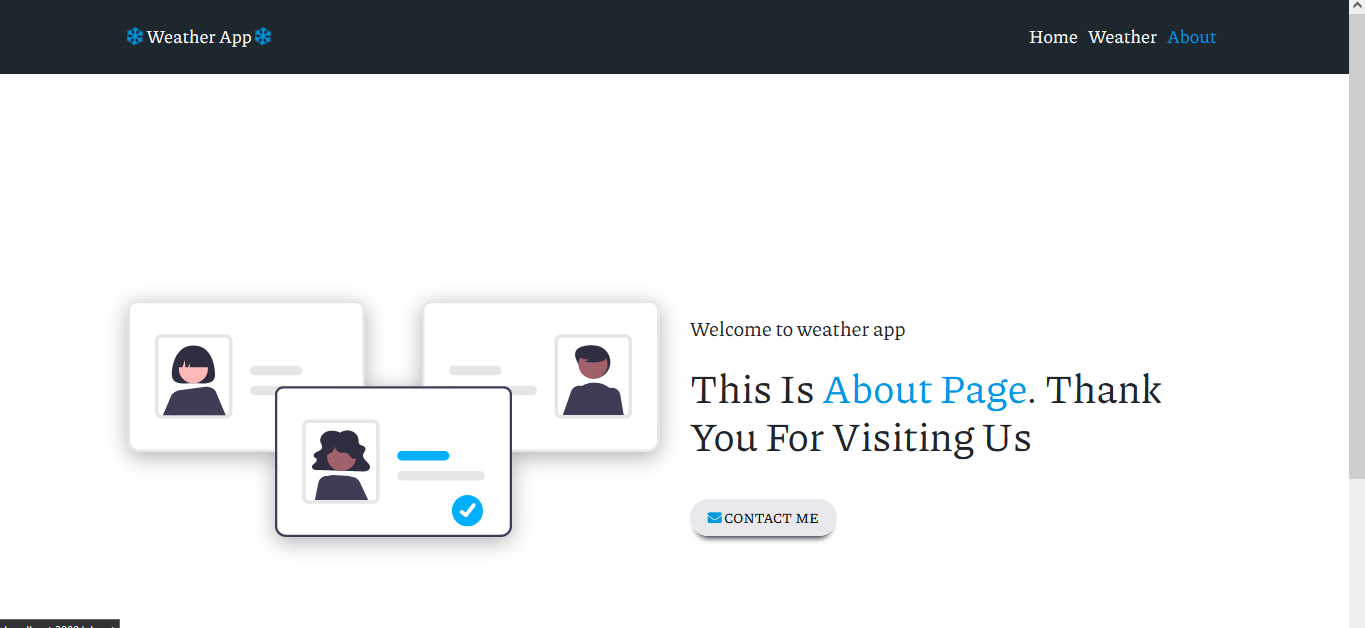 Weather App
Home Weather About
Welcome to weather app
This Is About Page. Thank
You For Visiting Us
CONTACT ME